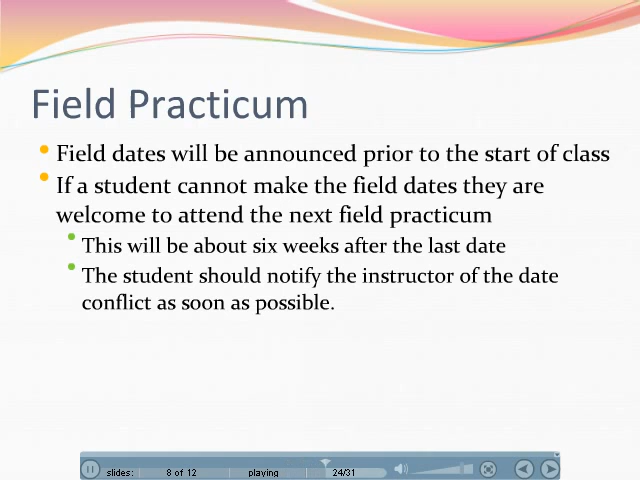 Field Practicum
Field dates will be announced prior to the start of class
If a student cannot make the field dates they are
welcome to attend the next field practicum
This will be about six weeks after the last date
The student should notify the instructor of the date
conflict as soon as possible.
slides: 8 of 12 playing 24/31